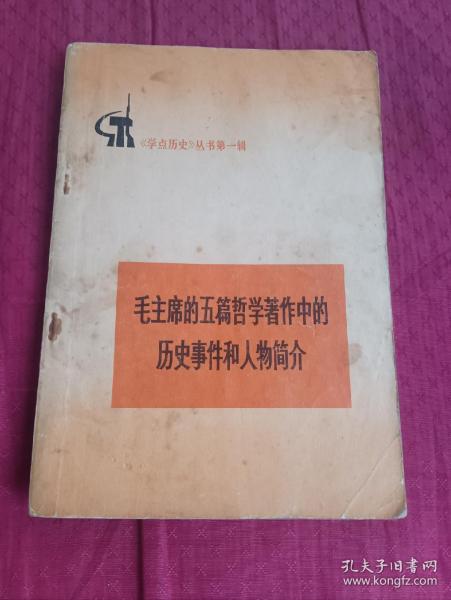 《学点历史》丛书第一辑
毛主席的五篇哲学著作中的
历史事件和人物简介
孔夫子旧书网
www.kongfz.com